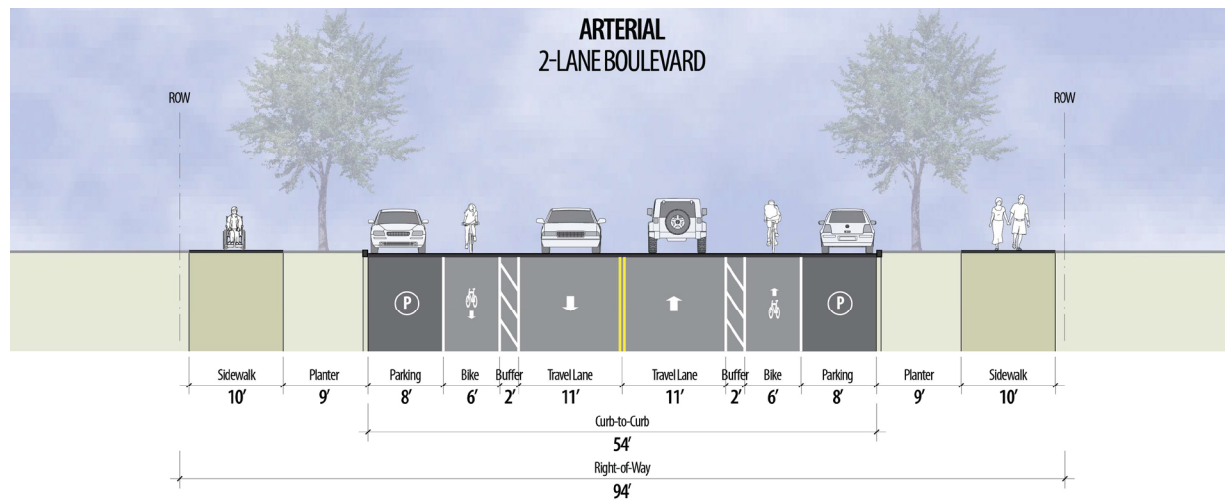 ARTERIAL
2-LANE BOULEVARD
ROW
ROW
P
P
Sidewalk Planter Parking Bike Buffer Travel Lane Travel Lane Buffer Bike Parking Planter Sidewalk
10' 9' 8' 6' 2' 11' 11' 2' 6' 8' 9' 10'
Curb-to-Curb
54'
Right-of-Way
94'